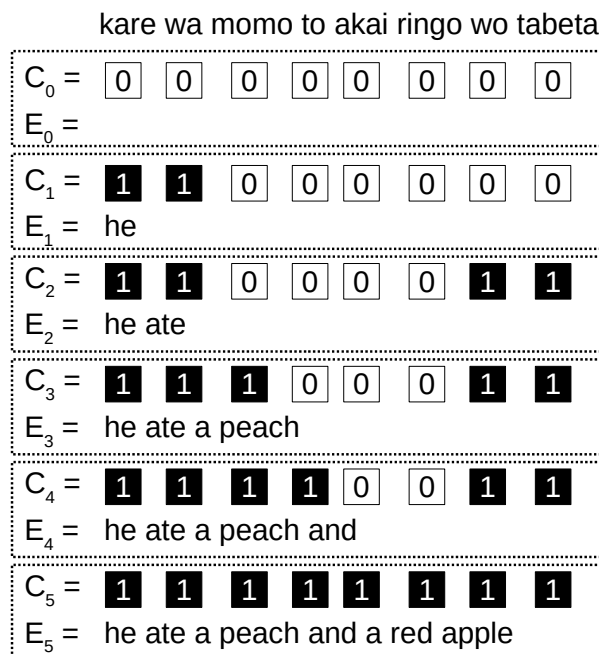 kare wa momo to akai ringo wo tabeta
C₀ = 0 0 0 0 0 0 0 0
E₀ =
C₁ = 1 1 0 0 0 0 0 0
E₁ = he
C₂ = 1 1 0 0 0 0 1 1
E₂ = he ate
C₃ = 1 1 1 0 0 0 1 1
E₃ = he ate a peach
C₄ = 1 1 1 1 0 0 1 1
E₄ = he ate a peach and
C₅ = 1 1 1 1 1 1 1 1
E₅ = he ate a peach and a red apple